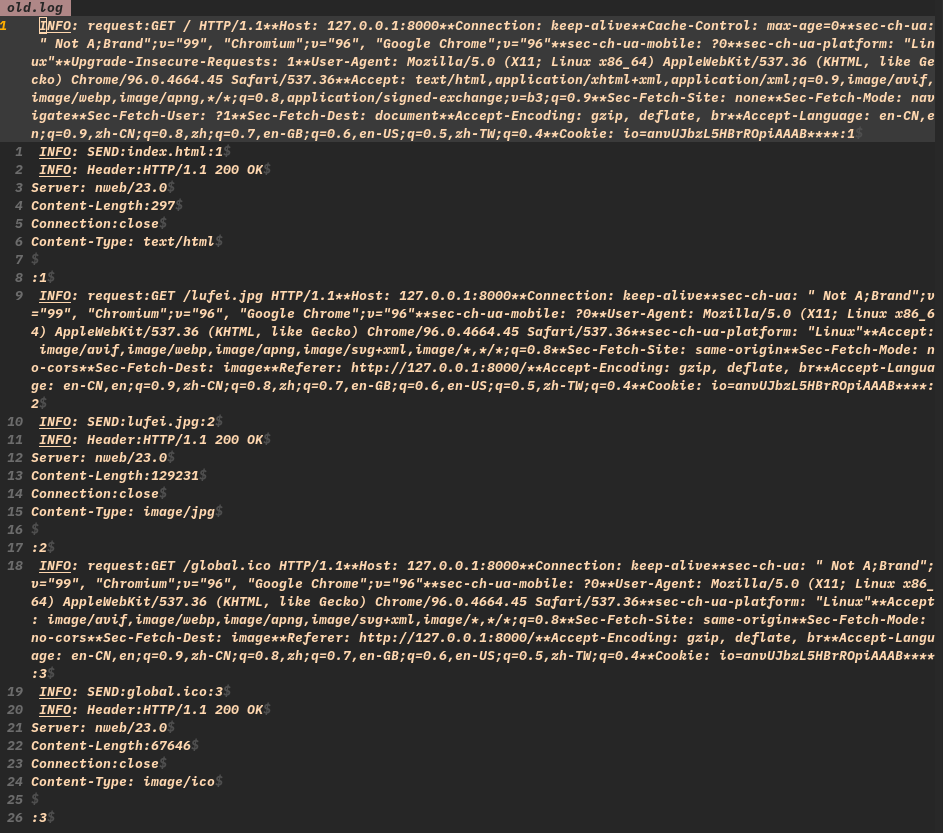 old.log
1 INFO: request:GET / HTTP/1.1**Host: 127.0.0.1:8000**Connection: keep-alive**Cache-Control: max-age=0**sec-ch-ua:
" Not A;Brand";v="99", "Chromium";v="96", "Google Chrome";v="96"**sec-ch-ua-mobile: ?0**sec-ch-ua-platform: "Lin
ux"**Upgrade-Insecure-Requests: 1**User-Agent: Mozilla/5.0 (X11; Linux x86_64) AppleWebKit/537.36 (KHTML, like Ge
cko) Chrome/96.0.4664.45 Safari/537.36**Accept: text/html,application/xhtml+xml,application/xml;q=0.9,image/avif,
image/webp,image/apng,*/*;q=0.8,application/signed-exchange;v=b3;q=0.9**Sec-Fetch-Site: none**Sec-Fetch-Mode: nav
igate**Sec-Fetch-User: ?1**Sec-Fetch-Dest: document**Accept-Encoding: gzip, deflate, br**Accept-Language: en-CN,e
n;q=0.9,zh-CN;q=0.8,zh;q=0.7,en-GB;q=0.6,en-US;q=0.5,zh-TW;q=0.4**Cookie: io=anvUJbzL5HBrROpiAAAB****:1$
1 INFO: SEND:index.html:1$
2 INFO: Header:HTTP/1.1 200 OK$
3 Server: nweb/23.0$
4 Content-Length:297$
5 Connection:close$
6 Content-Type: text/html$
7 $
8 :1$
9 INFO: request:GET /lufei.jpg HTTP/1.1**Host: 127.0.0.1:8000**Connection: keep-alive**sec-ch-ua: " Not A;Brand";v
="99", "Chromium";v="96", "Google Chrome";v="96"**sec-ch-ua-mobile: ?0**User-Agent: Mozilla/5.0 (X11; Linux x86_6
4) AppleWebKit/537.36 (KHTML, like Gecko) Chrome/96.0.4664.45 Safari/537.36**sec-ch-ua-platform: "Linux"**Accept:
image/avif,image/webp,image/apng,image/svg+xml,image/*,*/*;q=0.8**Sec-Fetch-Site: same-origin**Sec-Fetch-Mode: n
o-cors**Sec-Fetch-Dest: image**Referer: http://127.0.0.1:8000/**Accept-Encoding: gzip, deflate, br**Accept-Langua
ge: en-CN,en;q=0.9,zh-CN;q=0.8,zh;q=0.7,en-GB;q=0.6,en-US;q=0.5,zh-TW;q=0.4**Cookie: io=anvUJbzL5HBrROpiAAAB****:
2$
10 INFO: SEND:lufei.jpg:2$
11 INFO: Header:HTTP/1.1 200 OK$
12 Server: nweb/23.0$
13 Content-Length:129231$
14 Connection:close$
15 Content-Type: image/jpg$
16 $
17 :2$
18 INFO: request:GET /global.ico HTTP/1.1**Host: 127.0.0.1:8000**Connection: keep-alive**sec-ch-ua: " Not A;Brand";
v="99", "Chromium";v="96", "Google Chrome";v="96"**sec-ch-ua-mobile: ?0**User-Agent: Mozilla/5.0 (X11; Linux x86_
64) AppleWebKit/537.36 (KHTML, like Gecko) Chrome/96.0.4664.45 Safari/537.36**sec-ch-ua-platform: "Linux"**Accept
: image/avif,image/webp,image/apng,image/svg+xml,image/*,*/*;q=0.8**Sec-Fetch-Site: same-origin**Sec-Fetch-Mode:
no-cors**Sec-Fetch-Dest: image**Referer: http://127.0.0.1:8000/**Accept-Encoding: gzip, deflate, br**Accept-Langu
age: en-CN,en;q=0.9,zh-CN;q=0.8,zh;q=0.7,en-GB;q=0.6,en-US;q=0.5,zh-TW;q=0.4**Cookie: io=anvUJbzL5HBrROpiAAAB****
:3$
19 INFO: SEND:global.ico:3$
20 INFO: Header:HTTP/1.1 200 OK$
21 Server: nweb/23.0$
22 Content-Length:67646$
23 Connection:close$
24 Content-Type: image/ico$
25 $
26 :3$